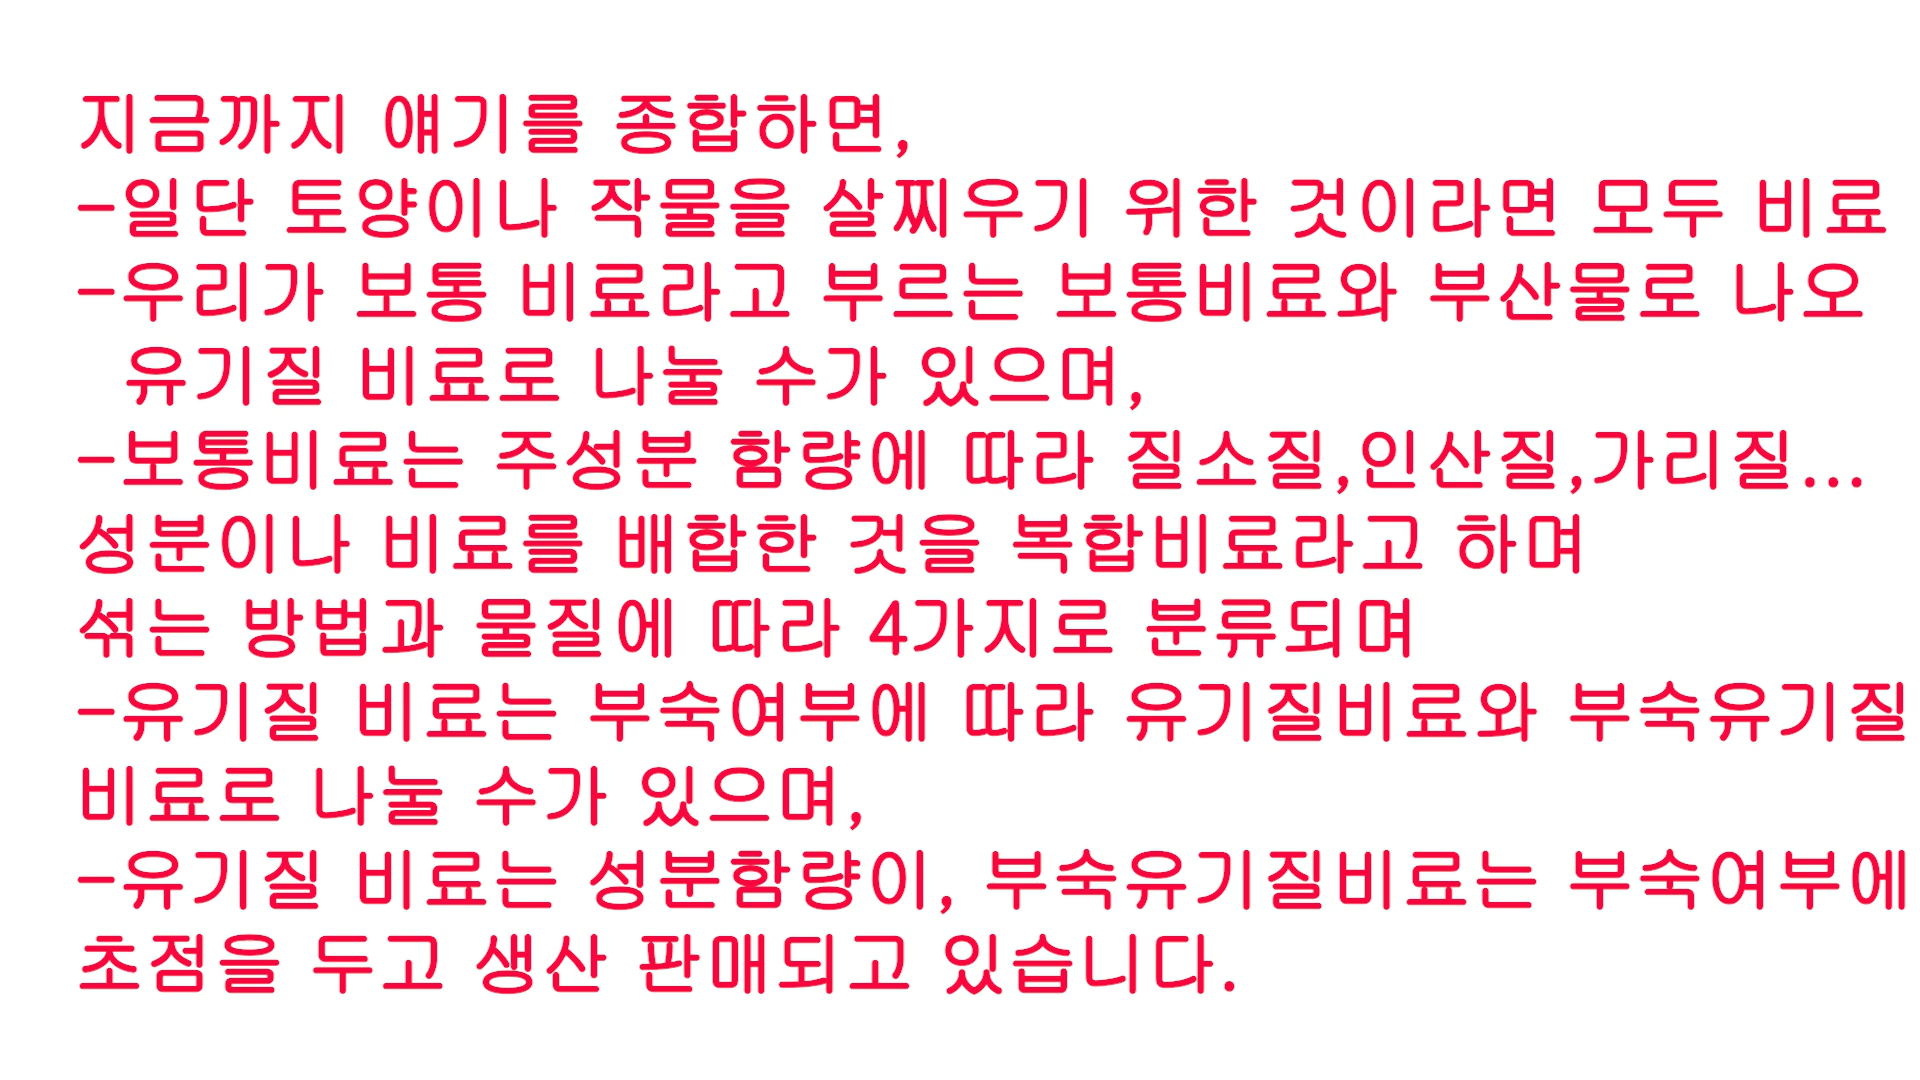 지금까지 얘기를 종합하면,
-일단 토양이나 작물을 살찌우기 위한 것이라면 모두 비료
-우리가 보통 비료라고 부르는 보통비료와 부산물로 나오
유기질 비료로 나눌 수가 있으며,
-보통비료는 주성분 함량에 따라 질소질,인산질,가리질...
성분이나 비료를 배합한 것을 복합비료라고 하며
섞는 방법과 물질에 따라 4가지로 분류되며
-유기질 비료는 부숙여부에 따라 유기질비료와 부숙유기질
비료로 나눌 수가 있으며,
-유기질 비료는 성분함량이, 부숙유기질비료는 부숙여부에
초점을 두고 생산 판매되고 있습니다.